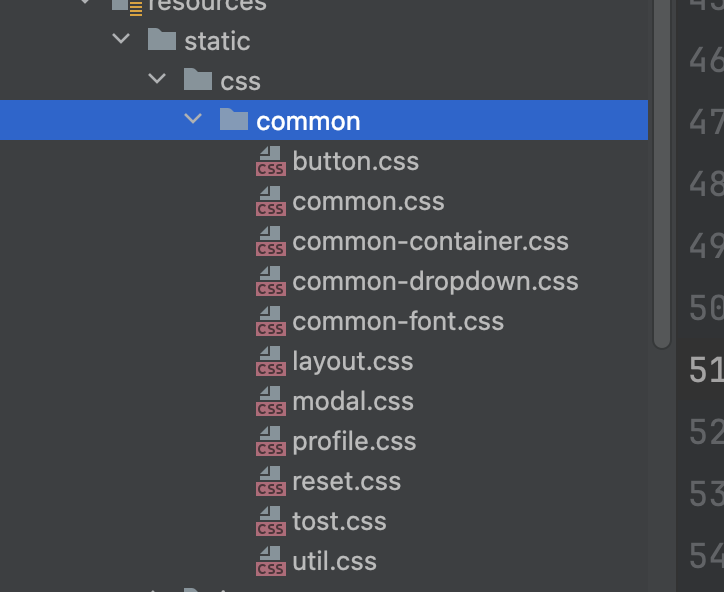 resources
static
css
common
CSS button.css
CSS common.css
CSS common-container.css
CSS common-dropdown.css
CSS common-font.css
CSS layout.css
CSS modal.css
CSS profile.css
CSS reset.css
CSS tost.css
CSS util.css
45
46
47
48
49
50
51
52
53
54